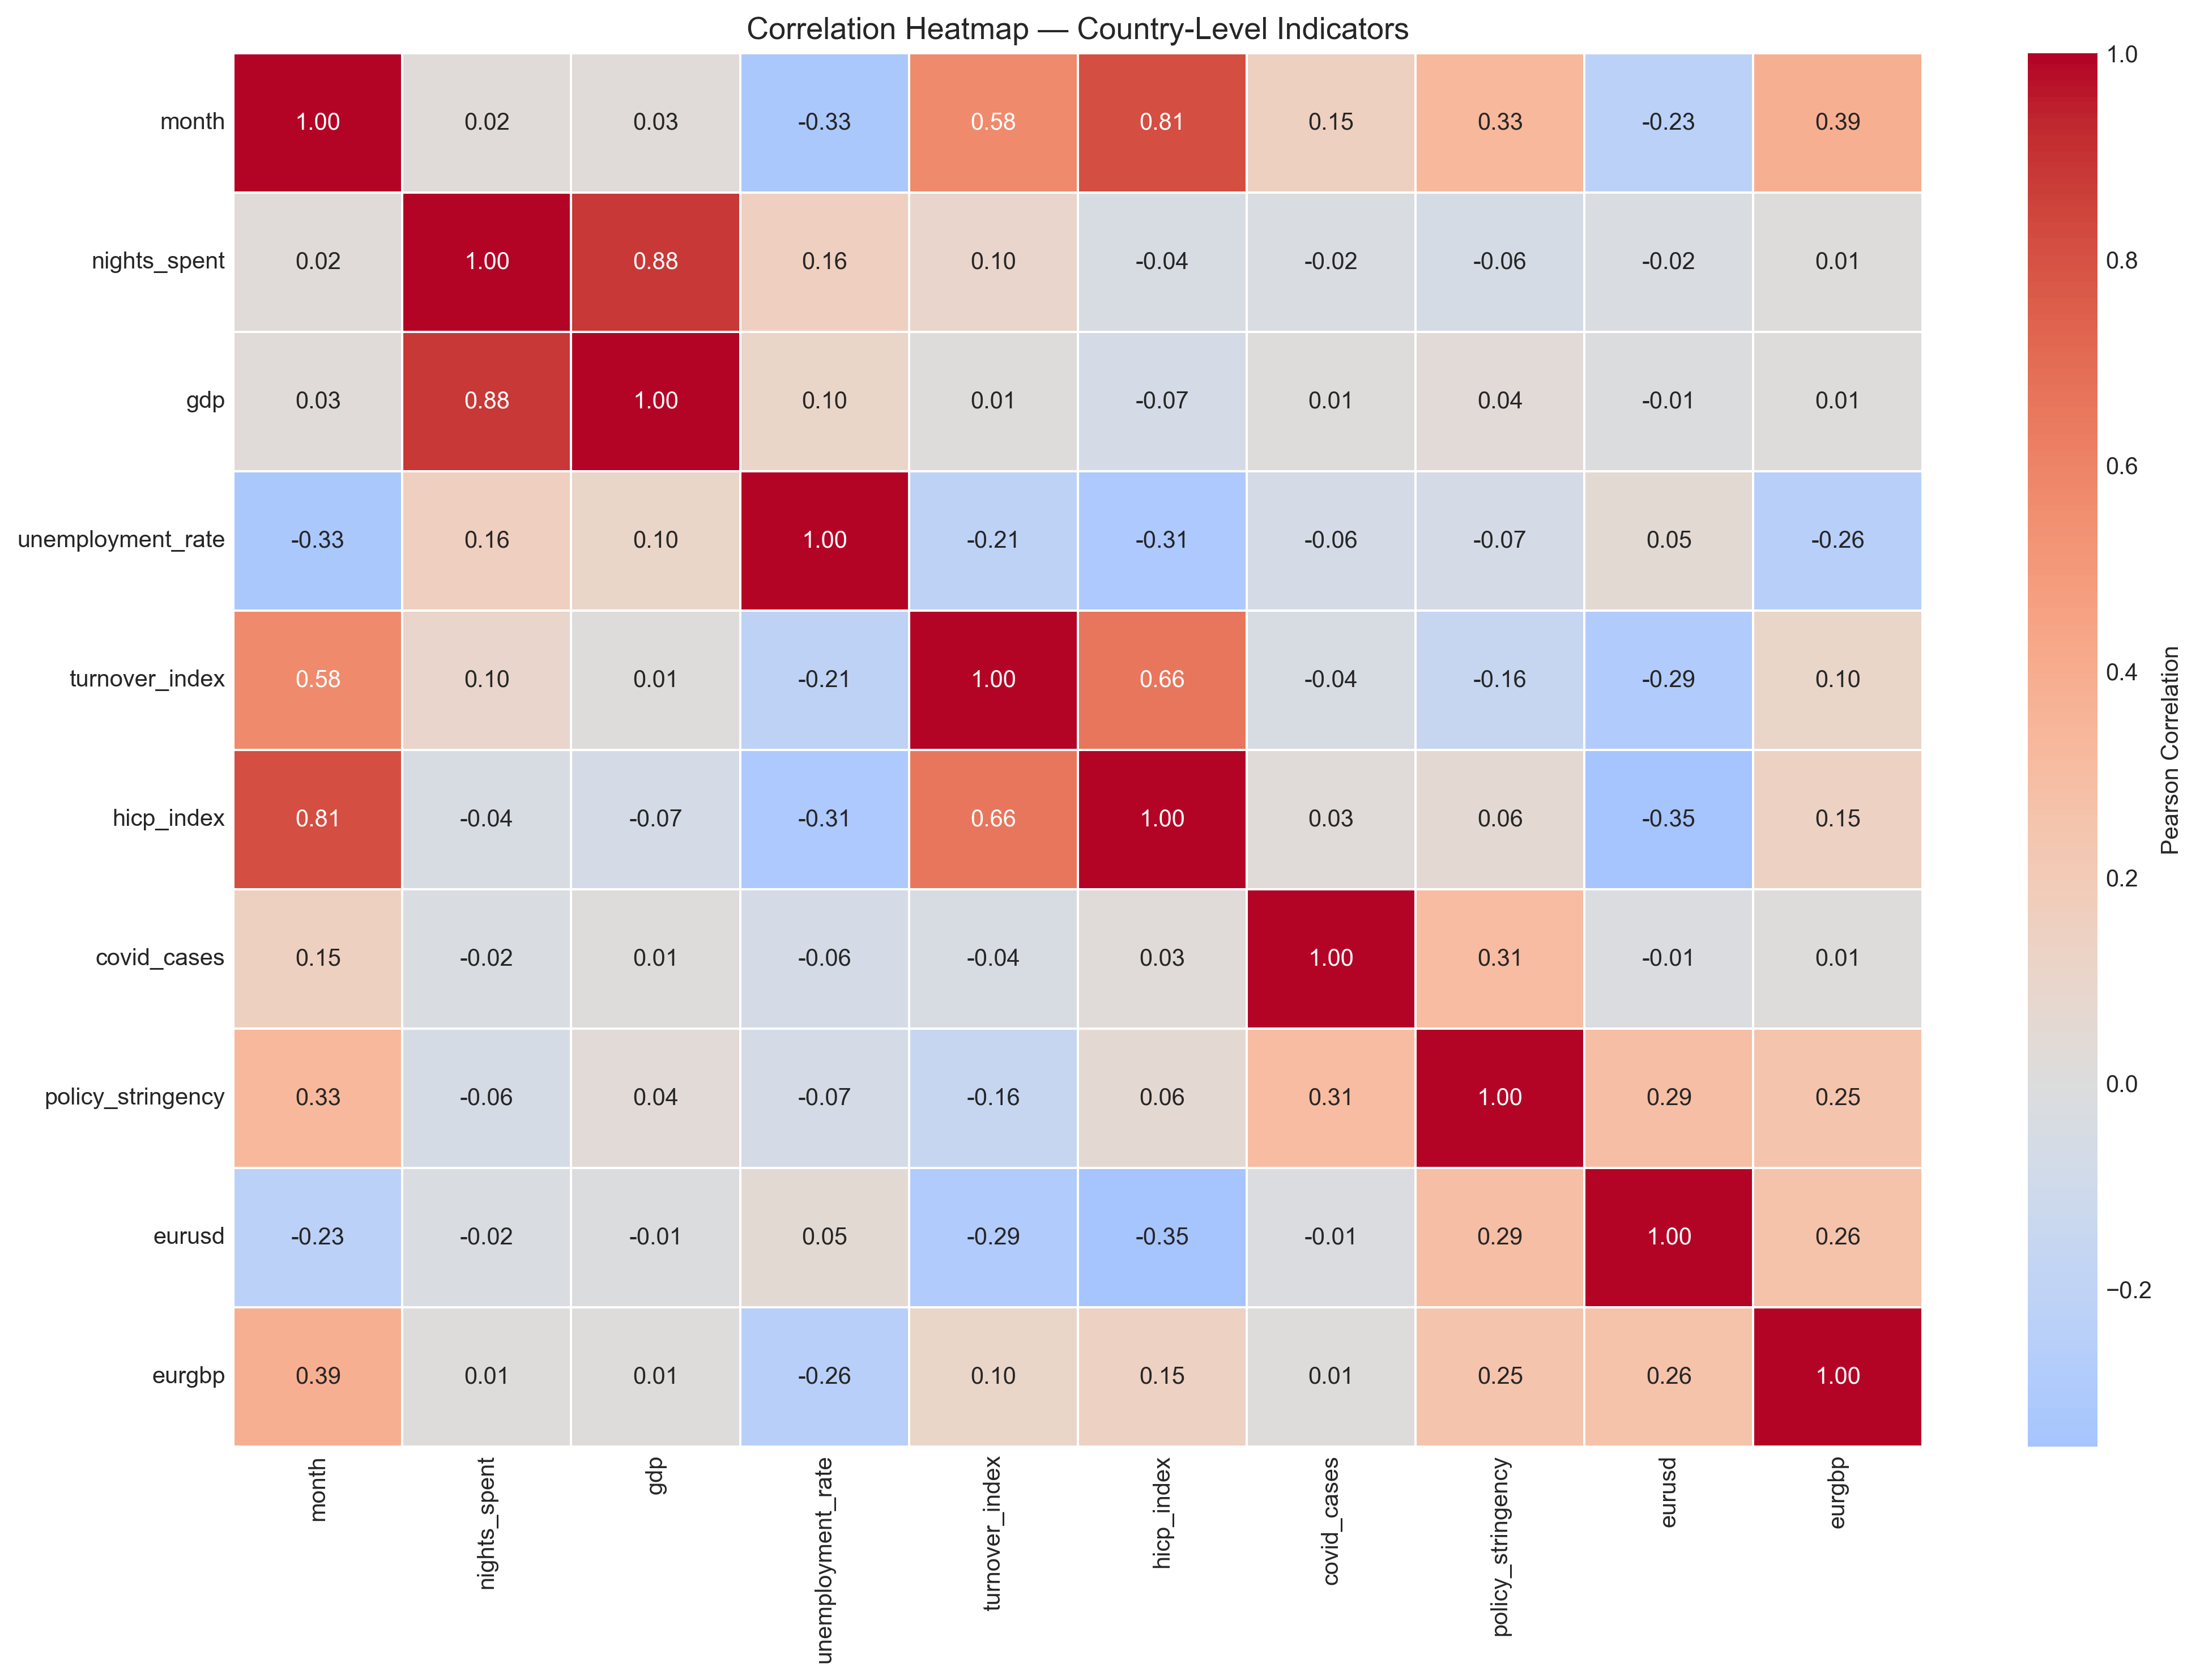 Correlation Heatmap — Country-Level Indicators
month 1.00 0.02 0.03 -0.33 0.58 0.81 0.15 0.33 -0.23 0.39
nights_spent 0.02 1.00 0.88 0.16 0.10 -0.04 -0.02 -0.06 -0.02 0.01
gdp 0.03 0.88 1.00 0.10 0.01 -0.07 0.01 0.04 -0.01 0.01
unemployment_rate -0.33 0.16 0.10 1.00 -0.21 -0.31 -0.06 -0.07 0.05 -0.26
turnover_index 0.58 0.10 0.01 -0.21 1.00 0.66 -0.04 -0.16 -0.29 0.10
hicp_index 0.81 -0.04 -0.07 -0.31 0.66 1.00 0.03 0.06 -0.35 0.15
covid_cases 0.15 -0.02 0.01 -0.06 -0.04 0.03 1.00 0.31 -0.01 0.01
policy_stringency 0.33 -0.06 0.04 -0.07 -0.16 0.06 0.31 1.00 0.29 0.25
eurusd -0.23 -0.02 -0.01 0.05 -0.29 -0.35 -0.01 0.29 1.00 0.26
eurgbp 0.39 0.01 0.01 -0.26 0.10 0.15 0.01 0.25 0.26 1.00
month nights_spent gdp unemployment_rate turnover_index hicp_index covid_cases policy_stringency eurusd eurgbp
1.0
0.8
0.6
0.4
0.2
0.0
−0.2
Pearson Correlation